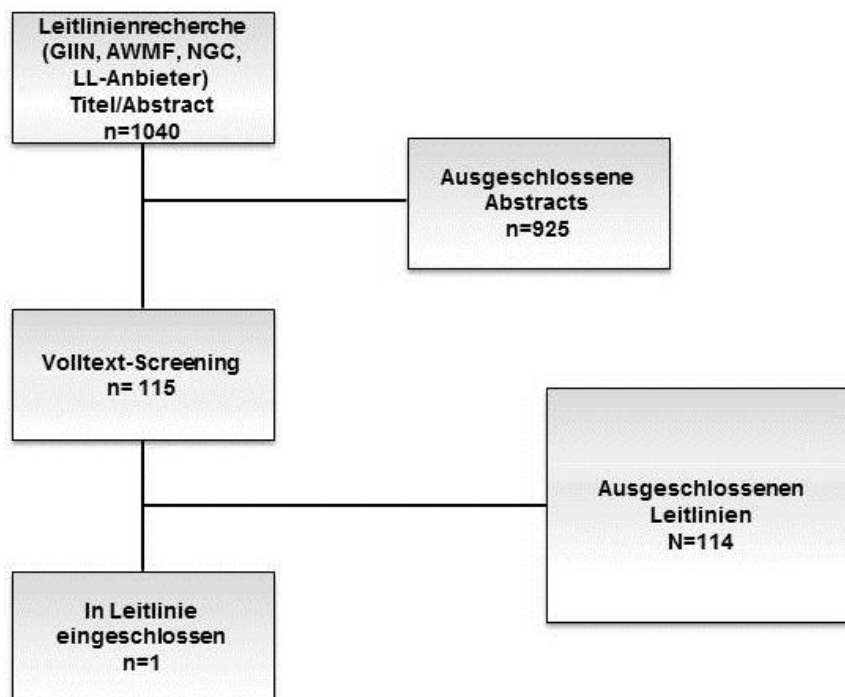 Leitlinienrecherche
(GIIN, AWMF, NGC,
LL-Anbieter)
Titel/Abstract
n=1040
Ausgeschlossene
Abstracts
n=925
Volltext-Screening
n= 115
Ausgeschlossenen
Leitlinien
N=114
In Leitlinie
eingeschlossen
n=1